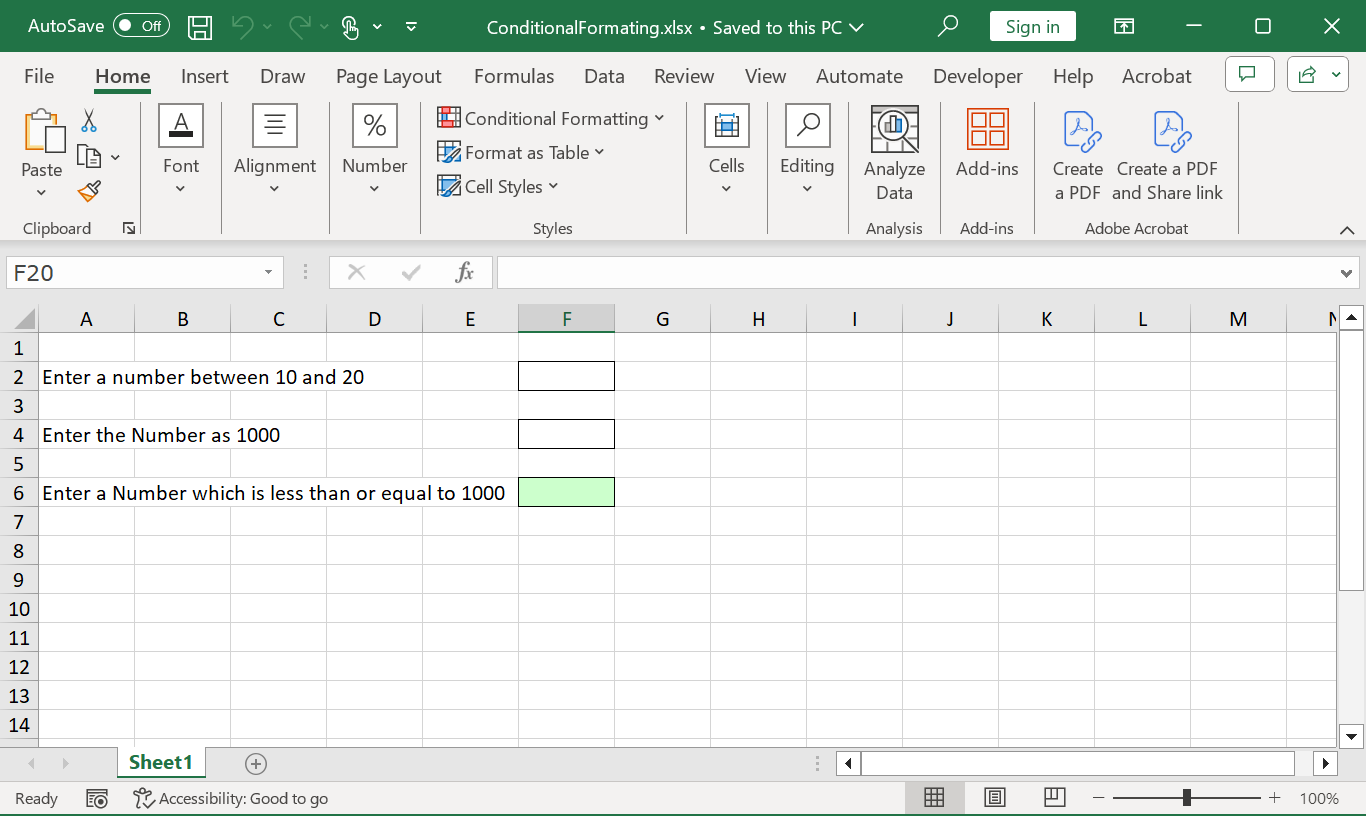 AutoSave Off ConditionalFormating.xlsx • Saved to this PC Sign in
File Home Insert Draw Page Layout Formulas Data Review View Automate Developer Help Acrobat
Paste
Clipboard
Font
Alignment
%
Number
Conditional Formatting
Format as Table
Cell Styles
Styles
Cells
Editing
Analyze
Data
Analysis
Add-ins
Add-ins
Create
a PDF
Create a PDF
and Share link
Adobe Acrobat
F20 fx
A B C D E F G H I J K L M N
1
2 Enter a number between 10 and 20
3
4 Enter the Number as 1000
5
6 Enter a Number which is less than or equal to 1000
7
8
9
10
11
12
13
14
Sheet1
Ready Accessibility: Good to go 100%